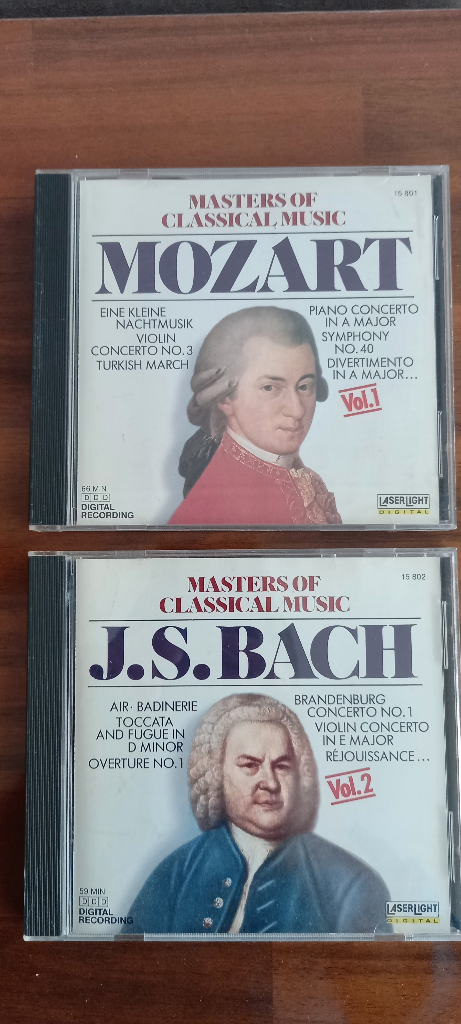 15 801
MASTERS OF
CLASSICAL MUSIC
MOZART
EINE KLEINE
NACHTMUSIK
VIOLIN
CONCERTO NO. 3
TURKISH MARCH
PIANO CONCERTO
IN A MAJOR
SYMPHONY
NO. 40
DIVERTIMENTO
IN A MAJOR...
Vol.1
66 MIN
DDD
DIGITAL
RECORDING
LASERLIGHT
DIGITAL
15 802
MASTERS OF
CLASSICAL MUSIC
J.S. BACH
AIR · BADINERIE
TOCCATA
AND FUGUE IN
D MINOR
OVERTURE NO. 1
BRANDENBURG
CONCERTO NO. 1
VIOLIN CONCERTO
IN E MAJOR
RÉJOUISSANCE...
Vol.2
59 MIN
DDD
DIGITAL
RECORDING
LASERLIGHT
DIGITAL